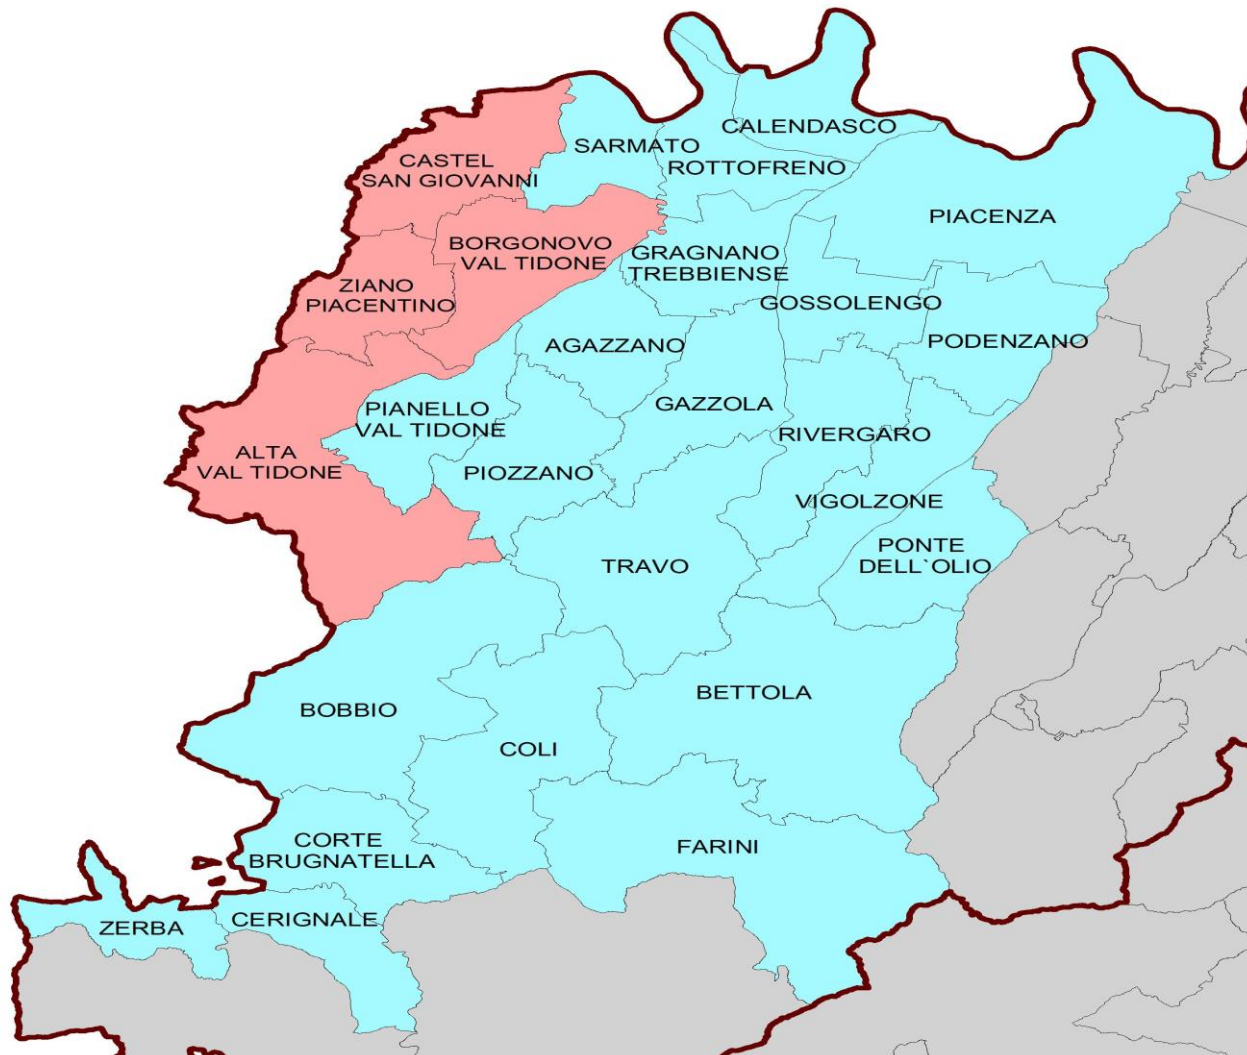 CALENDASCO
SARMATO
CASTEL
SAN GIOVANNI
ROTTOFRENO
PIACENZA
BORGONOVO
VAL TIDONE
GRAGNANO
TREBBIENSE
ZIANO
PIACENTINO
GOSSOLENGO
AGAZZANO
PODENZANO
GAZZOLA
PIANELLO
VAL TIDONE
RIVERGARO
ALTA
VAL TIDONE
PIOZZANO
VIGOLZONE
PONTE
DELL`OLIO
TRAVO
BETTOLA
BOBBIO
COLI
CORTE
BRUGNATELLA
FARINI
ZERBA
CERIGNALE